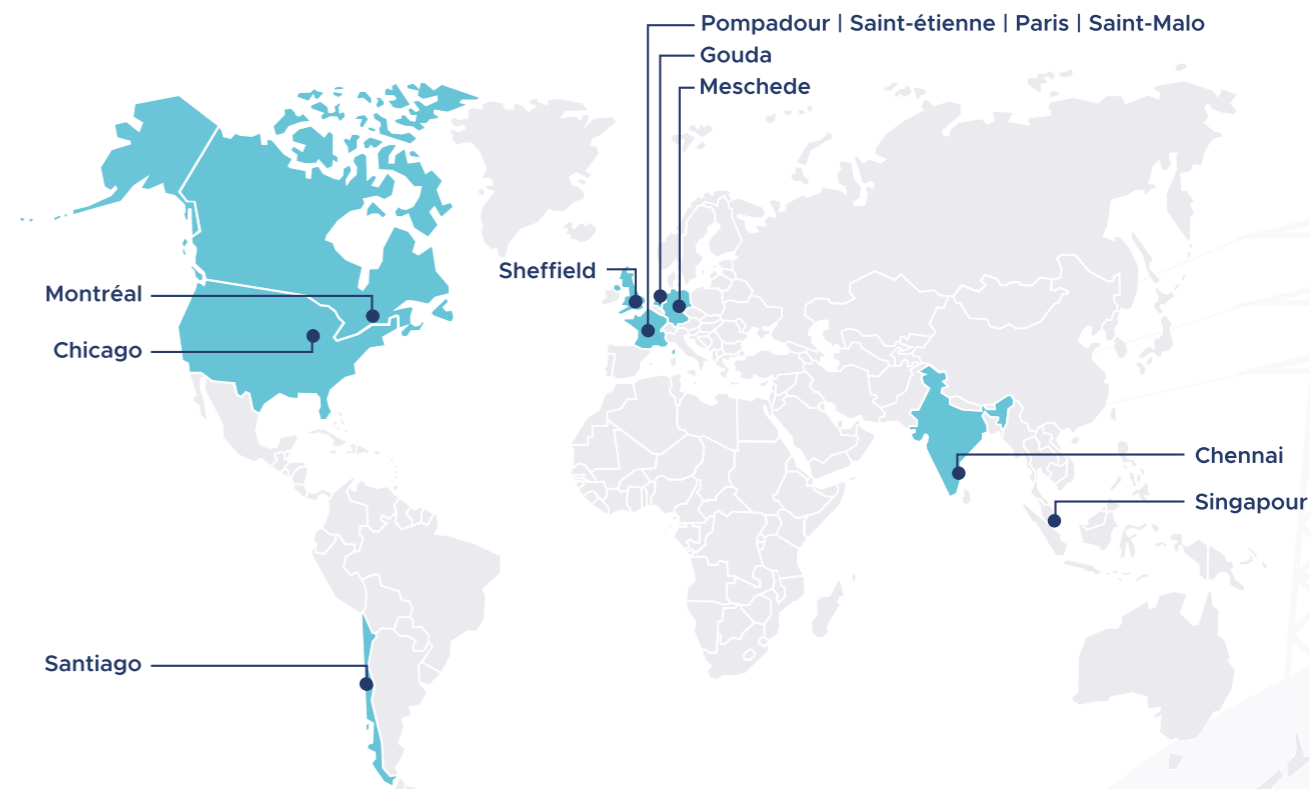 Pompadour | Saint-étienne | Paris | Saint-Malo
Gouda
Meschede
Sheffield
Montréal
Chicago
Chennai
Singapour
Santiago